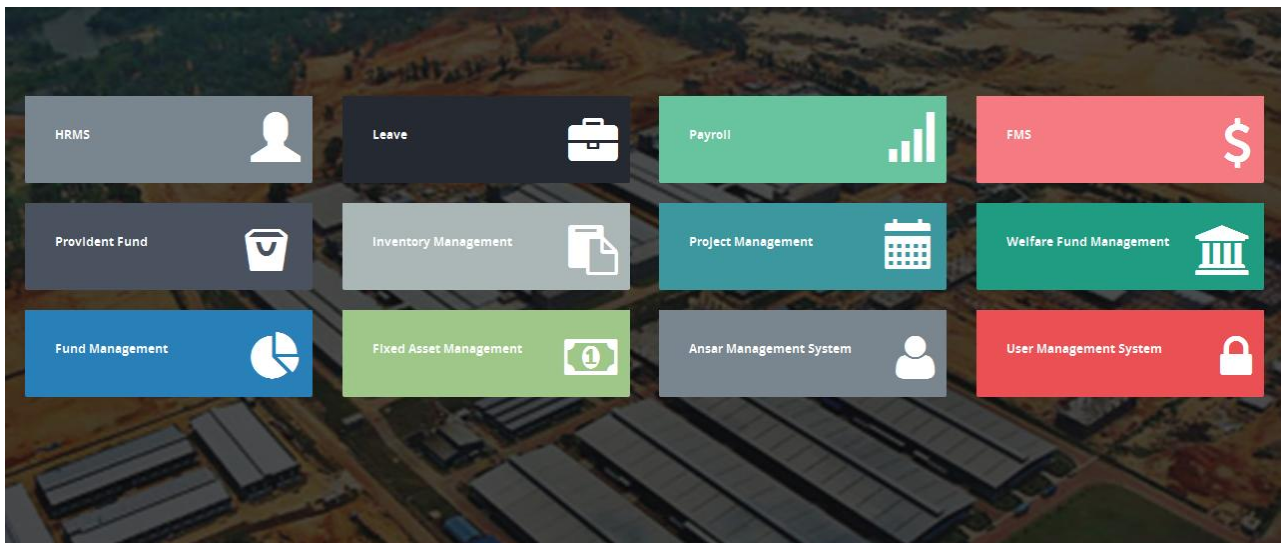 HRMS
Leave
Payroll
FMS
Provident Fund
Inventory Management
Project Management
Welfare Fund Management
Fund Management
Fixed Asset Management
1
Ansar Management System
User Management System